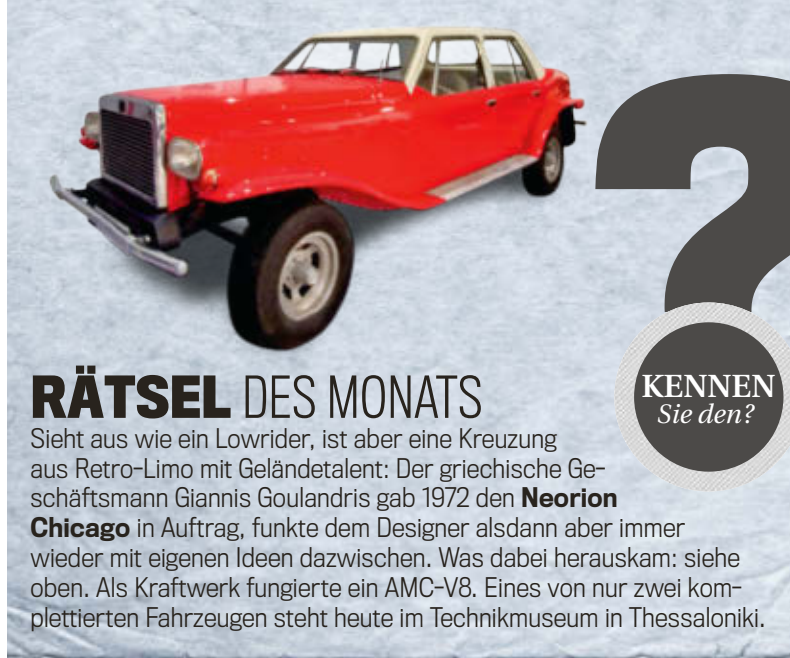 ?
KENNEN
Sie den?
RÄTSEL DES MONATS
Sieht aus wie ein Lowrider, ist aber eine Kreuzung
aus Retro-Limo mit Geländetalent: Der griechische Ge-
schäftsmann Giannis Goulandris gab 1972 den Neorion
Chicago in Auftrag, funkte dem Designer alsdann aber immer
wieder mit eigenen Ideen dazwischen. Was dabei herauskam: siehe
oben. Als Kraftwerk fungierte ein AMC-V8. Eines von nur zwei kom-
plettierten Fahrzeugen steht heute im Technikmuseum in Thessaloniki.